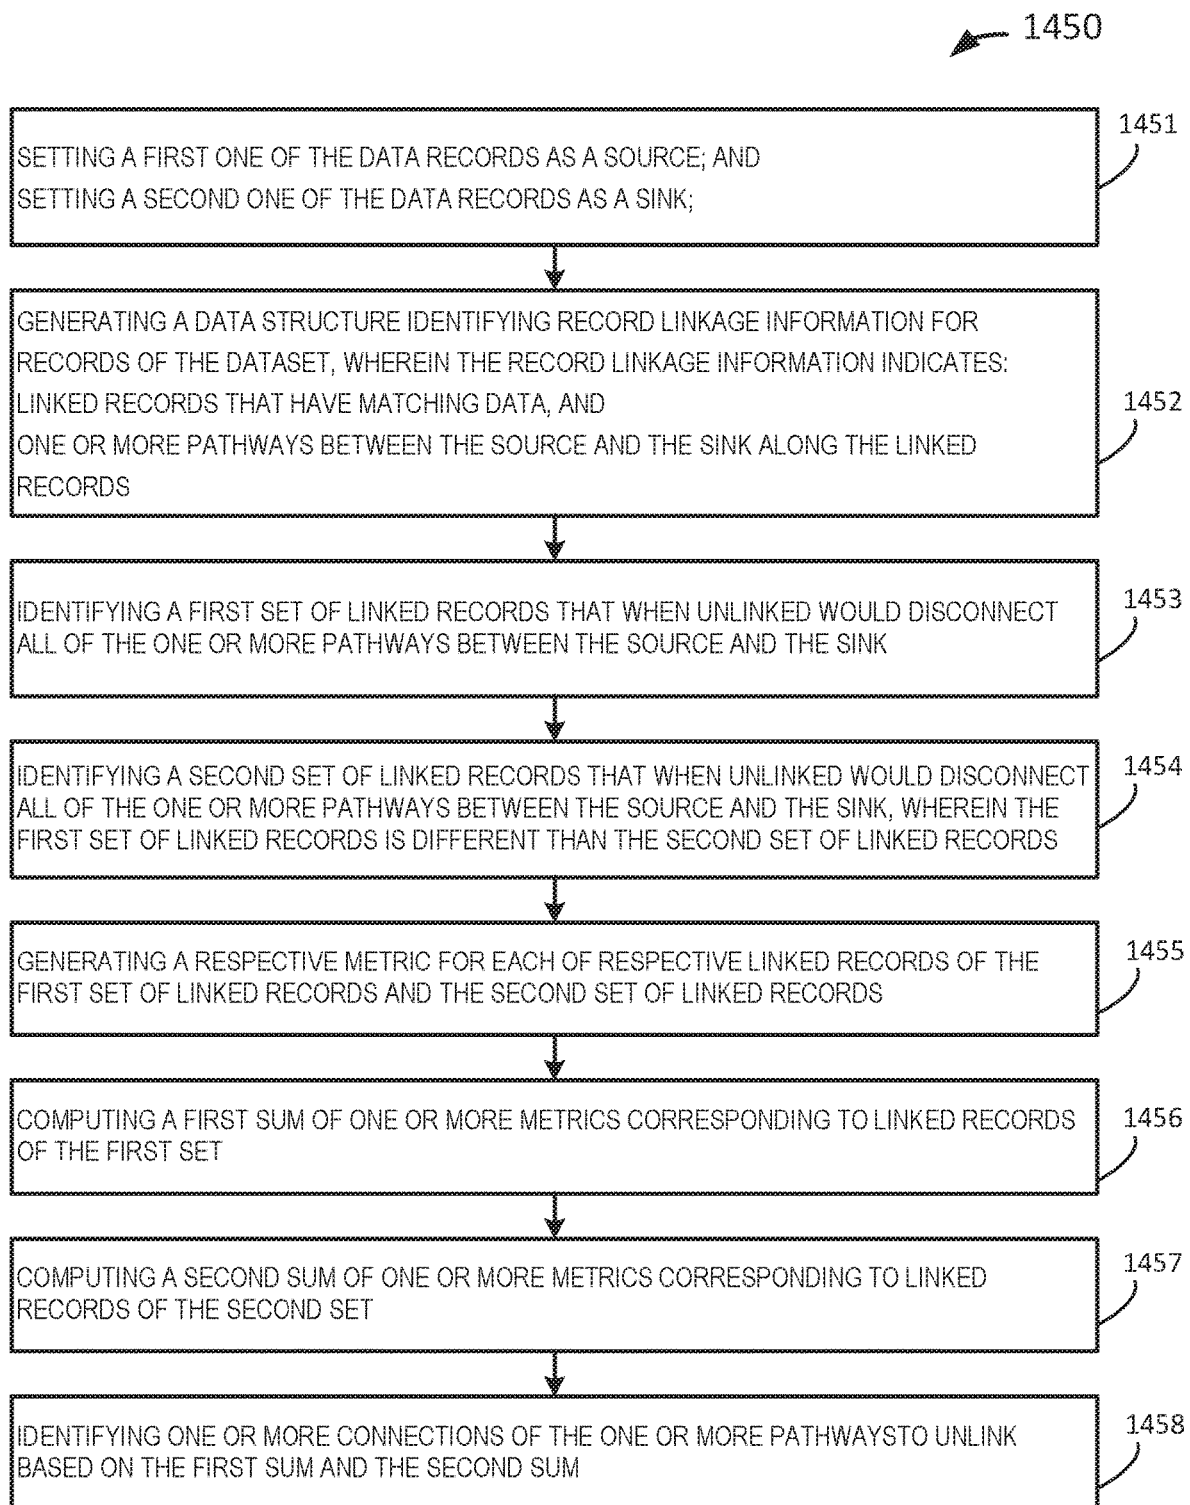 1450
1451
SETTING A FIRST ONE OF THE DATA RECORDS AS A SOURCE; AND
SETTING A SECOND ONE OF THE DATA RECORDS AS A SINK;
1452
GENERATING A DATA STRUCTURE IDENTIFYING RECORD LINKAGE INFORMATION FOR
RECORDS OF THE DATASET, WHEREIN THE RECORD LINKAGE INFORMATION INDICATES:
LINKED RECORDS THAT HAVE MATCHING DATA, AND
ONE OR MORE PATHWAYS BETWEEN THE SOURCE AND THE SINK ALONG THE LINKED
RECORDS
1453
IDENTIFYING A FIRST SET OF LINKED RECORDS THAT WHEN UNLINKED WOULD DISCONNECT
ALL OF THE ONE OR MORE PATHWAYS BETWEEN THE SOURCE AND THE SINK
1454
IDENTIFYING A SECOND SET OF LINKED RECORDS THAT WHEN UNLINKED WOULD DISCONNECT
ALL OF THE ONE OR MORE PATHWAYS BETWEEN THE SOURCE AND THE SINK, WHEREIN THE
FIRST SET OF LINKED RECORDS IS DIFFERENT THAN THE SECOND SET OF LINKED RECORDS
1455
GENERATING A RESPECTIVE METRIC FOR EACH OF RESPECTIVE LINKED RECORDS OF THE
FIRST SET OF LINKED RECORDS AND THE SECOND SET OF LINKED RECORDS
1456
COMPUTING A FIRST SUM OF ONE OR MORE METRICS CORRESPONDING TO LINKED RECORDS
OF THE FIRST SET
1457
COMPUTING A SECOND SUM OF ONE OR MORE METRICS CORRESPONDING TO LINKED
RECORDS OF THE SECOND SET
1458
IDENTIFYING ONE OR MORE CONNECTIONS OF THE ONE OR MORE PATHWAYSTO UNLINK
BASED ON THE FIRST SUM AND THE SECOND SUM